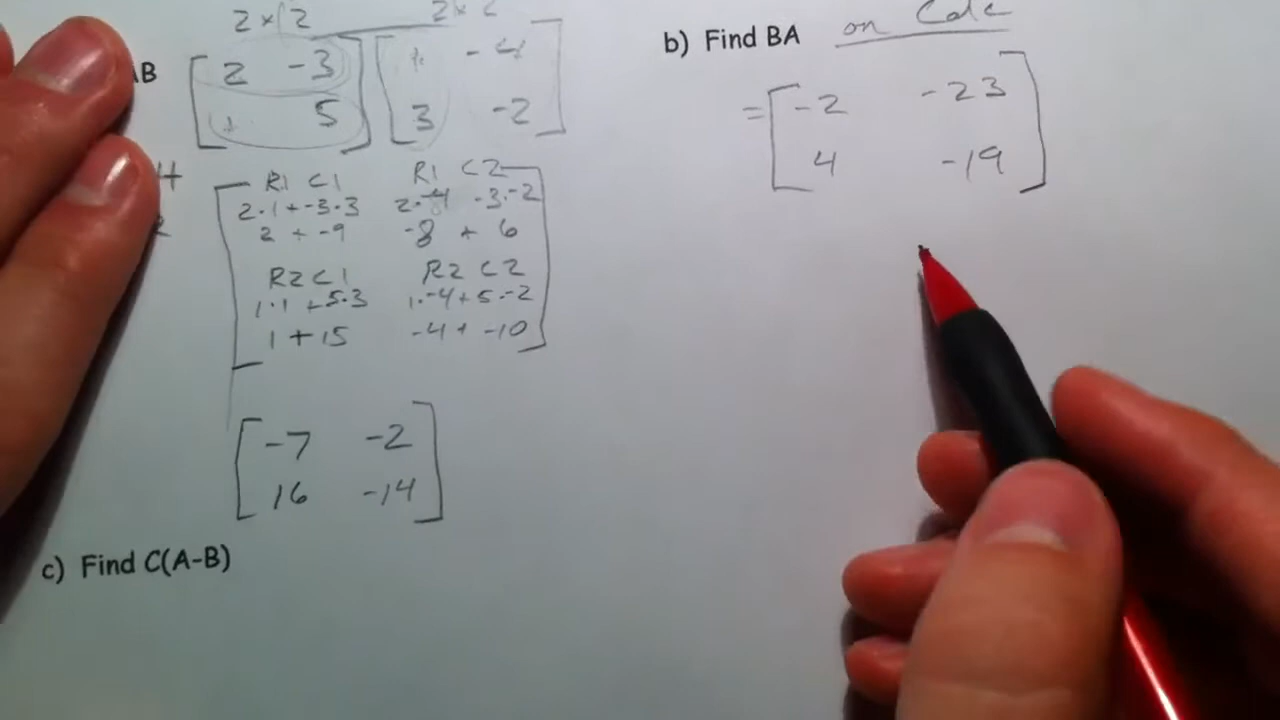 2 × 2 2 × 2
AB [ 2 -3 ] [ 1 -4 ]
[ 1 5 ] [ 3 -2 ]
R1 C1 R1 C2
2·1 + -3·3 2·-4 -3·-2
2 + -9 -8 + 6
R2 C1 R2 C2
1·1 + 5·3 1·-4 + 5·-2
1 + 15 -4 + -10
[ -7 -2 ]
[ 16 -14 ]
c) Find C(A-B)
b) Find BA on Calc
= [ -2 -23 ]
[ 4 -19 ]